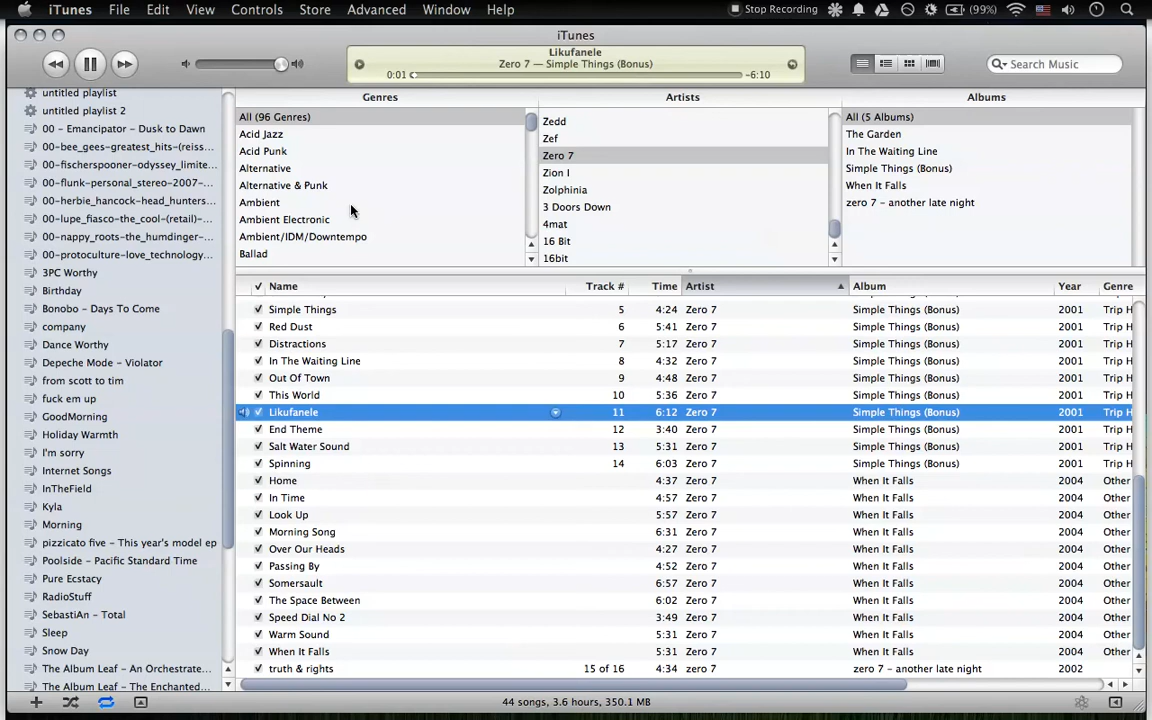 iTunes File Edit View Controls Store Advanced Window Help Stop Recording (99%)
iTunes
Likufanele
Zero 7 — Simple Things (Bonus)
0:01 -6:10
Search Music
untitled playlist
untitled playlist 2
00 - Emancipator - Dusk to Dawn
00-bee_gees-greatest_hits-(reiss...
00-fischerspooner-odyssey_limite...
00-flunk-personal_stereo-2007-...
00-herbie_hancock-head_hunters...
00-lupe_fiasco-the_cool-(retail)-...
00-nappy_roots-the_humdinger-...
00-protoculture-love_technology...
3PC Worthy
Birthday
Bonobo - Days To Come
company
Dance Worthy
Depeche Mode - Violator
from scott to tim
fuck em up
GoodMorning
Holiday Warmth
I'm sorry
Internet Songs
InTheField
Kyla
Morning
pizzicato five - This year's model ep
Poolside - Pacific Standard Time
Pure Ecstacy
RadioStuff
SebastiAn - Total
Sleep
Snow Day
The Album Leaf - An Orchestrate...
The Album Leaf - The Enchanted...
Genres
All (96 Genres)
Acid Jazz
Acid Punk
Alternative
Alternative & Punk
Ambient
Ambient Electronic
Ambient/IDM/Downtempo
Ballad
Artists
Zedd
Zef
Zero 7
Zion I
Zolphinia
3 Doors Down
4mat
16 Bit
16bit
Albums
All (5 Albums)
The Garden
In The Waiting Line
Simple Things (Bonus)
When It Falls
zero 7 - another late night
Name Track # Time Artist Album Year Genre
Simple Things 5 4:24 Zero 7 Simple Things (Bonus) 2001 Trip H
Red Dust 6 5:41 Zero 7 Simple Things (Bonus) 2001 Trip H
Distractions 7 5:17 Zero 7 Simple Things (Bonus) 2001 Trip H
In The Waiting Line 8 4:32 Zero 7 Simple Things (Bonus) 2001 Trip H
Out Of Town 9 4:48 Zero 7 Simple Things (Bonus) 2001 Trip H
This World 10 5:36 Zero 7 Simple Things (Bonus) 2001 Trip H
Likufanele 11 6:12 Zero 7 Simple Things (Bonus) 2001 Trip H
End Theme 12 3:40 Zero 7 Simple Things (Bonus) 2001 Trip H
Salt Water Sound 13 5:31 Zero 7 Simple Things (Bonus) 2001 Trip H
Spinning 14 6:03 Zero 7 Simple Things (Bonus) 2001 Trip H
Home 4:37 Zero 7 When It Falls 2004 Other
In Time 4:57 Zero 7 When It Falls 2004 Other
Look Up 5:57 Zero 7 When It Falls 2004 Other
Morning Song 6:31 Zero 7 When It Falls 2004 Other
Over Our Heads 4:27 Zero 7 When It Falls 2004 Other
Passing By 4:52 Zero 7 When It Falls 2004 Other
Somersault 6:57 Zero 7 When It Falls 2004 Other
The Space Between 6:02 Zero 7 When It Falls 2004 Other
Speed Dial No 2 3:49 Zero 7 When It Falls 2004 Other
Warm Sound 5:31 Zero 7 When It Falls 2004 Other
When It Falls 5:31 Zero 7 When It Falls 2004 Other
truth & rights 15 of 16 4:34 zero 7 zero 7 - another late night 2002
44 songs, 3.6 hours, 350.1 MB